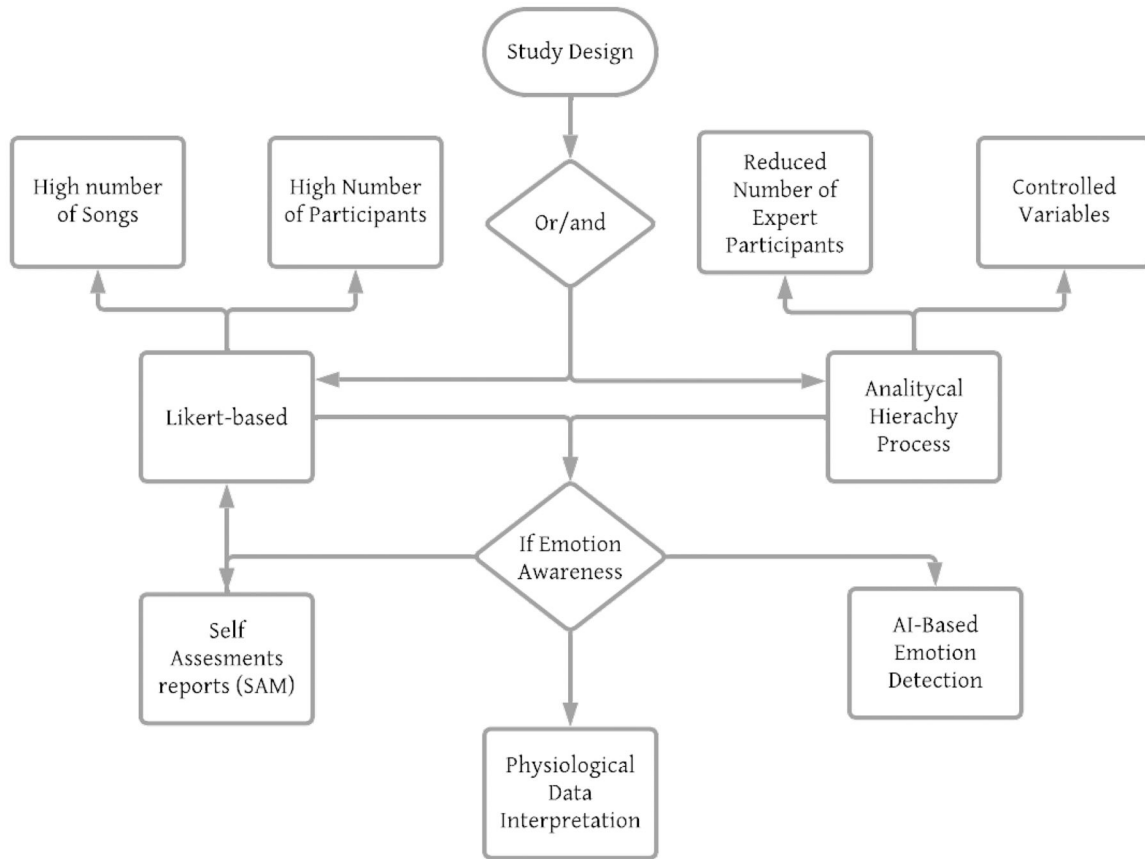 Study Design
High number
of Songs
High Number
of Participants
Or/and
Reduced
Number of
Expert
Participants
Controlled
Variables
Likert-based
Analitycal
Hierachy
Process
If Emotion
Awareness
Self
Assesments
reports (SAM)
AI-Based
Emotion
Detection
Physiological
Data
Interpretation